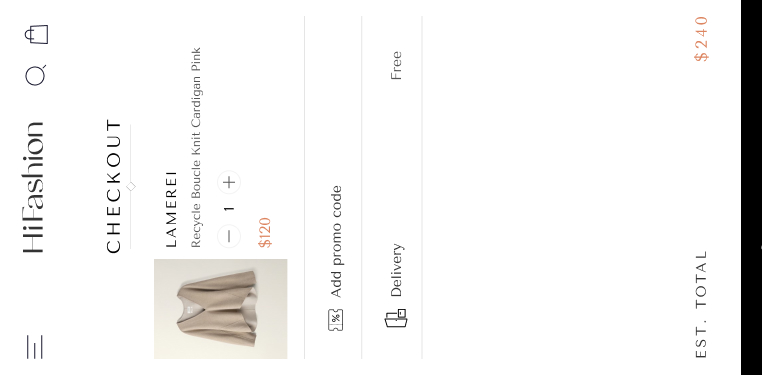 HiFashion
CHECKOUT
LAMEREI
Recycle Boucle Knit Cardigan Pink
1
$120
%
Add promo code
Delivery Free
EST. TOTAL $240